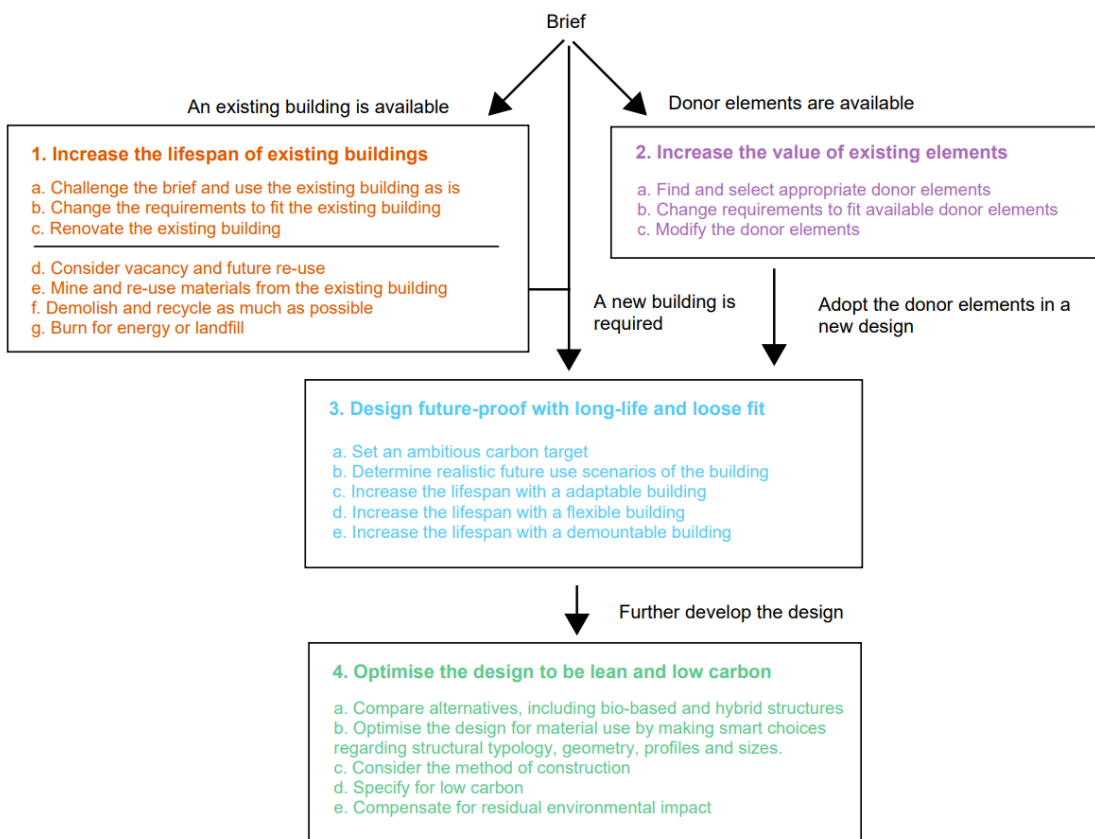 Brief
An existing building is available
Donor elements are available
1. Increase the lifespan of existing buildings
a. Challenge the brief and use the existing building as is
b. Change the requirements to fit the existing building
c. Renovate the existing building
d. Consider vacancy and future re-use
e. Mine and re-use materials from the existing building
f. Demolish and recycle as much as possible
g. Burn for energy or landfill
2. Increase the value of existing elements
a. Find and select appropriate donor elements
b. Change requirements to fit available donor elements
c. Modify the donor elements
A new building is
required
Adopt the donor elements in a
new design
3. Design future-proof with long-life and loose fit
a. Set an ambitious carbon target
b. Determine realistic future use scenarios of the building
c. Increase the lifespan with a adaptable building
d. Increase the lifespan with a flexible building
e. Increase the lifespan with a demountable building
Further develop the design
4. Optimise the design to be lean and low carbon
a. Compare alternatives, including bio-based and hybrid structures
b. Optimise the design for material use by making smart choices
regarding structural typology, geometry, profiles and sizes.
c. Consider the method of construction
d. Specify for low carbon
e. Compensate for residual environmental impact